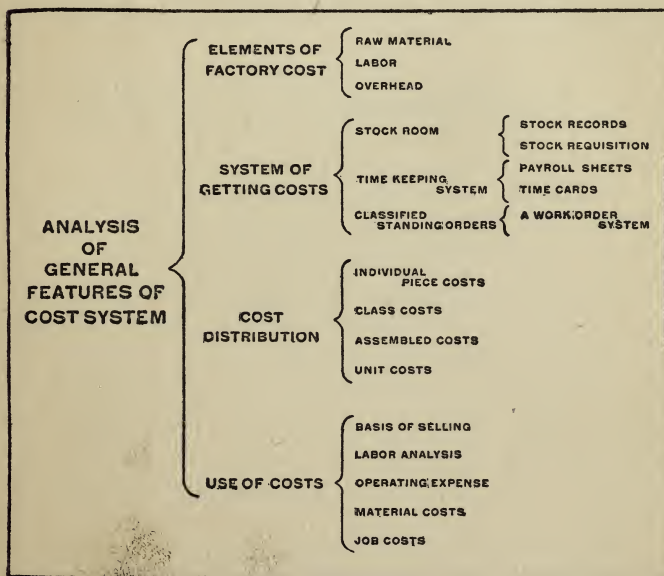 ANALYSIS
OF
GENERAL
FEATURES OF
COST SYSTEM
ELEMENTS OF
FACTORY COST
RAW MATERIAL
LABOR
OVERHEAD
SYSTEM OF
GETTING COSTS
STOCK ROOM
STOCK RECORDS
STOCK REQUISITION
TIME KEEPING
SYSTEM
PAYROLL SHEETS
TIME CARDS
CLASSIFIED
STANDING ORDERS
A WORK ORDER
SYSTEM
COST
DISTRIBUTION
INDIVIDUAL
PIECE COSTS
CLASS COSTS
ASSEMBLED COSTS
UNIT COSTS
USE OF COSTS
BASIS OF SELLING
LABOR ANALYSIS
OPERATING EXPENSE
MATERIAL COSTS
JOB COSTS